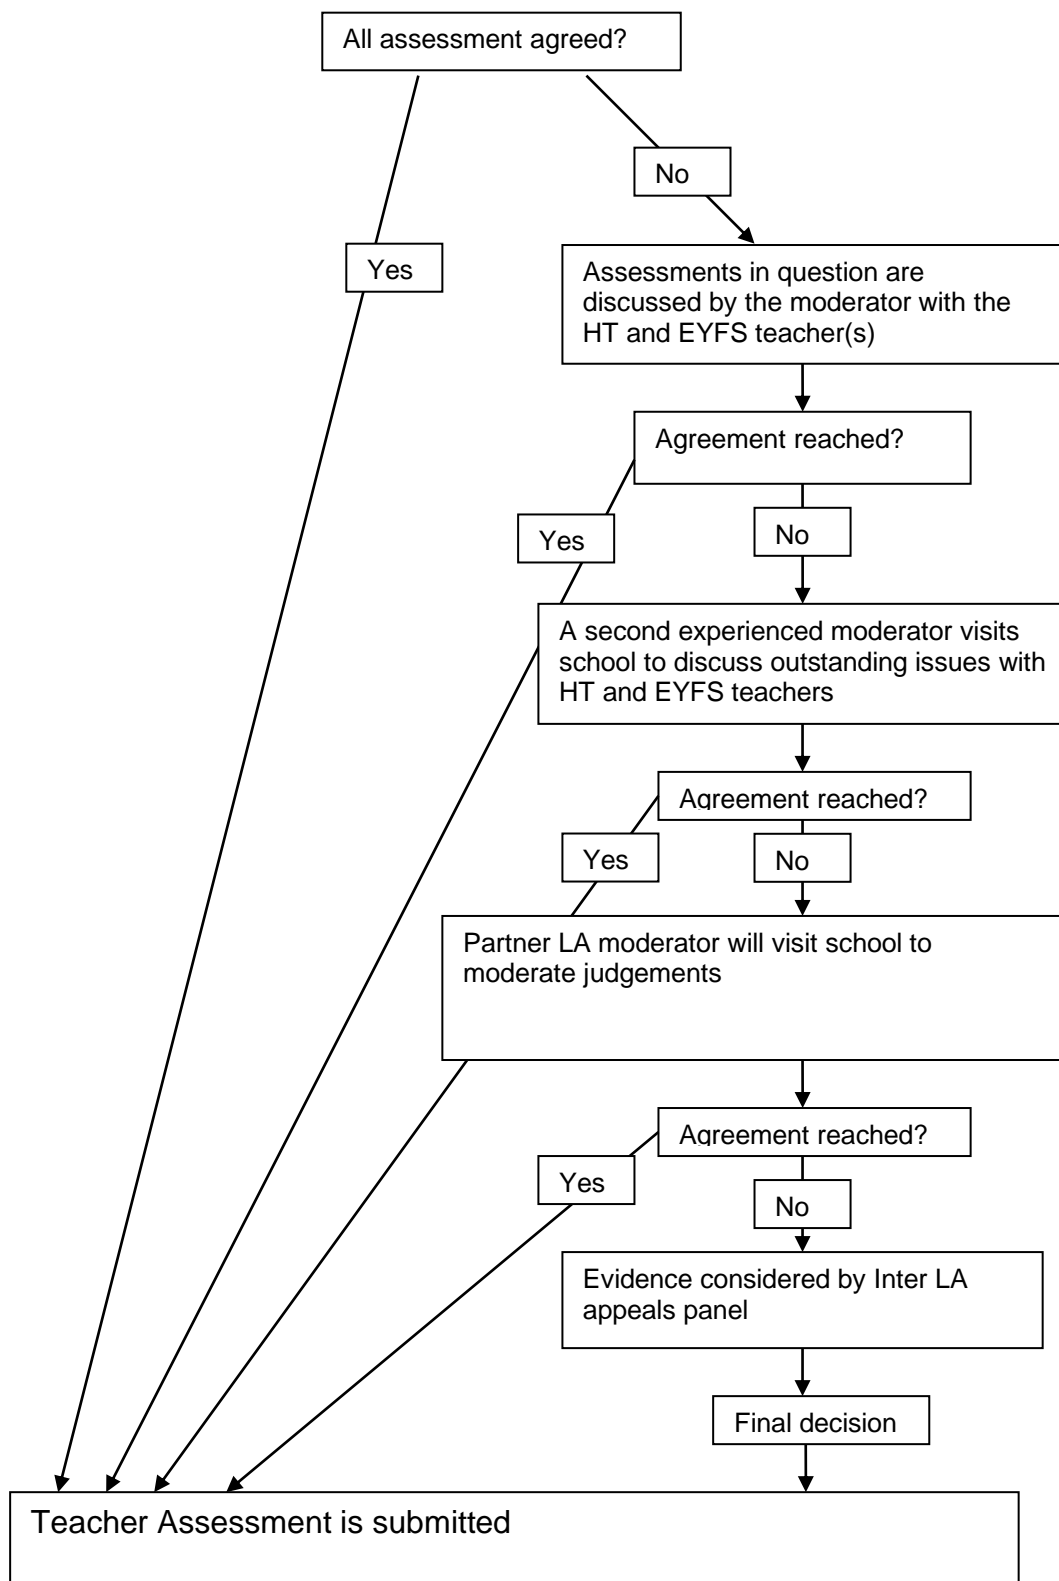 All assessment agreed?
No
Yes
Assessments in question are
discussed by the moderator with the
HT and EYFS teacher(s)
Agreement reached?
Yes
No
A second experienced moderator visits
school to discuss outstanding issues with
HT and EYFS teachers
Agreement reached?
Yes
No
Partner LA moderator will visit school to
moderate judgements
Agreement reached?
Yes
No
Evidence considered by Inter LA
appeals panel
Final decision
Teacher Assessment is submitted